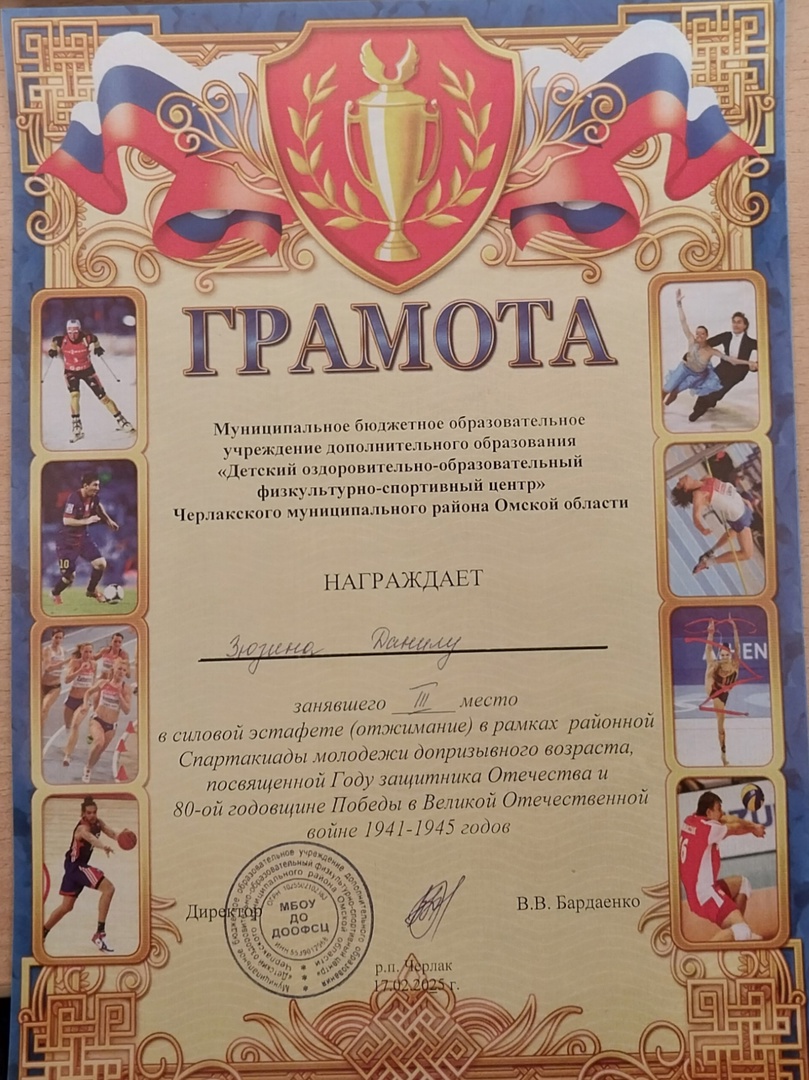 ГРАМОТА
Муниципальное бюджетное образовательное
учреждение дополнительного образования
«Детский оздоровительно-образовательный
физкультурно-спортивный центр»
Черлакского муниципального района Омской области
НАГРАЖДАЕТ
Зюзина Данилу
занявшего III место
в силовой эстафете (отжимание) в рамках районной
Спартакиады молодежи допризывного возраста,
посвященной Году защитника Отечества и
80-ой годовщине Победы в Великой Отечественной
войне 1941-1945 годов
Директор
В.В. Бардаенко
МБОУ
ДО
ДООФСЦ
р.п. Черлак
17.02.2025 г.
10
6